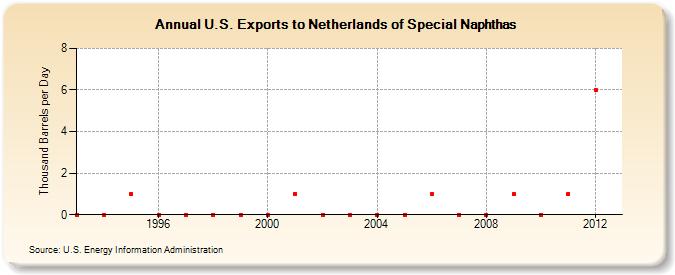 Annual U.S. Exports to Netherlands of Special Naphthas
Thousand Barrels per Day
8
6
4
2
0
1996 2000 2004 2008 2012
Source: U.S. Energy Information Administration